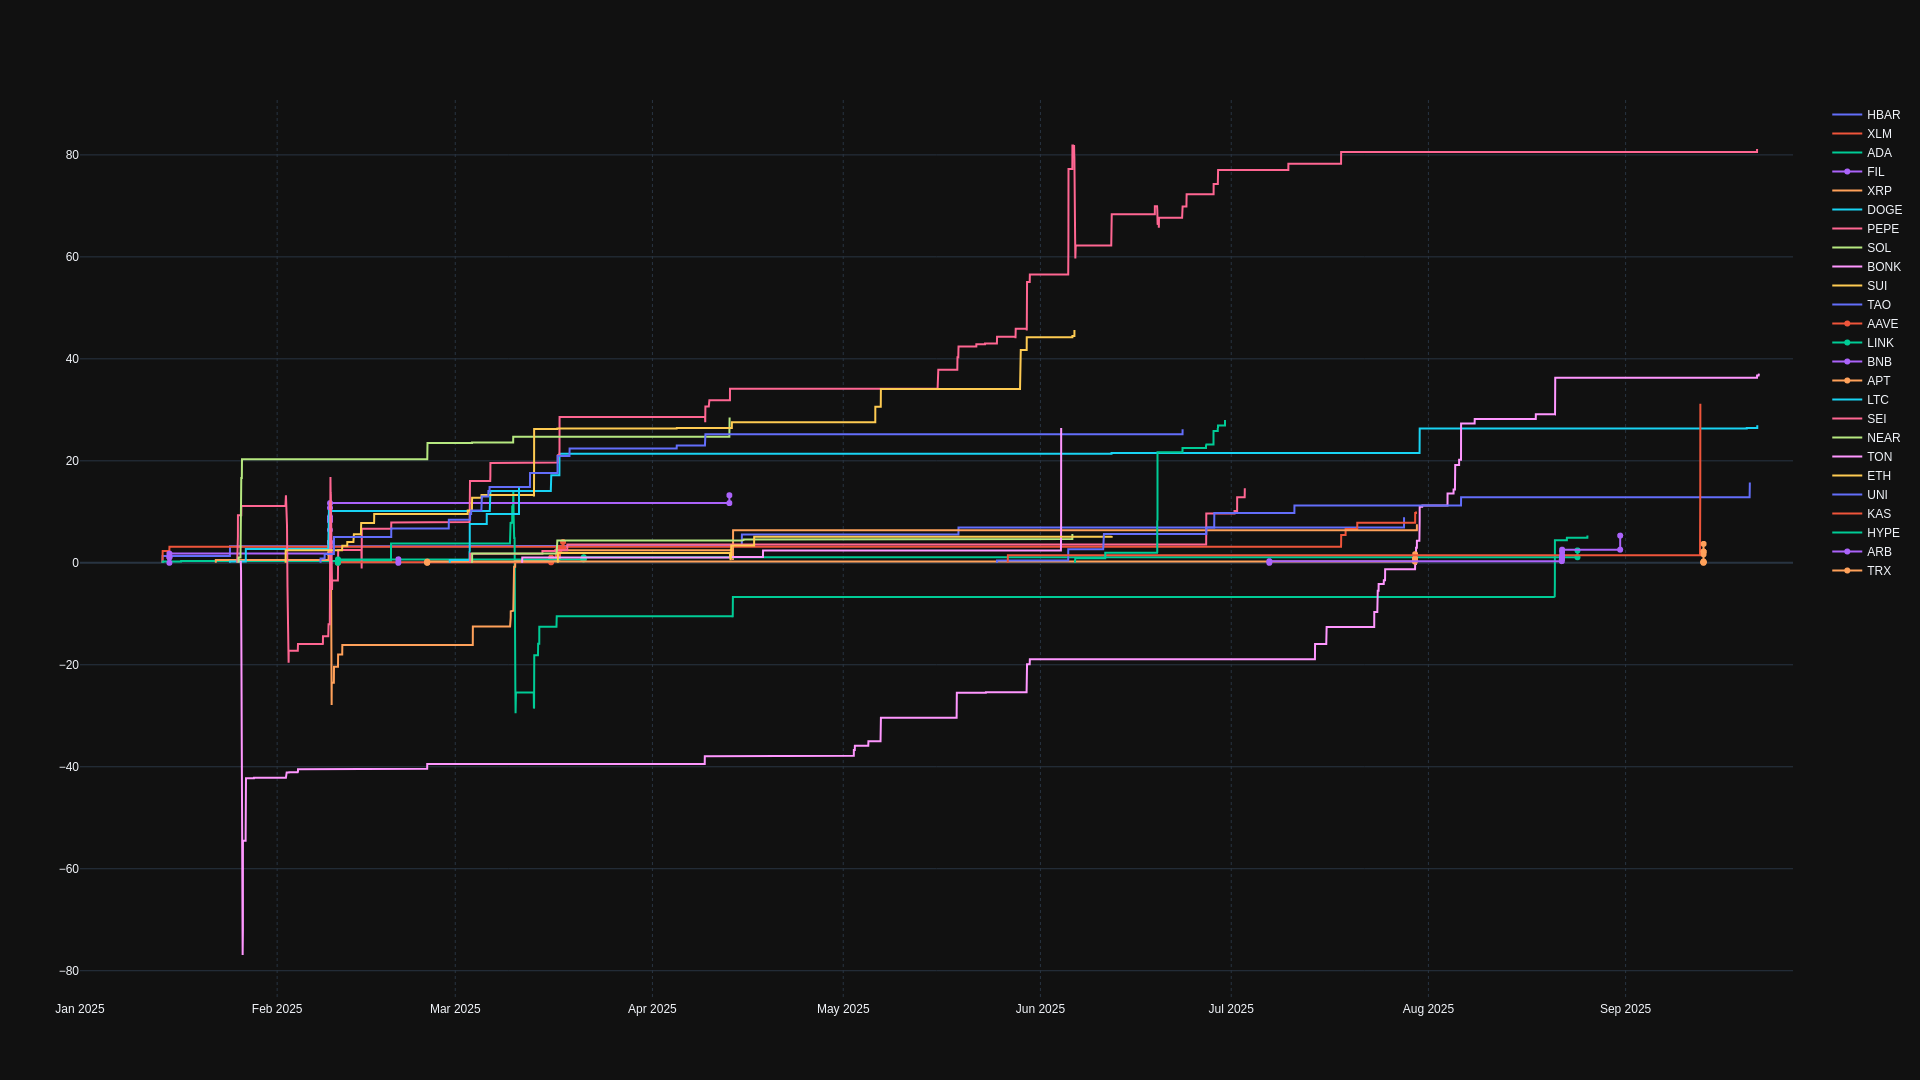 80
60
40
20
0
−20
−40
−60
−80
Jan 2025
Feb 2025
Mar 2025
Apr 2025
May 2025
Jun 2025
Jul 2025
Aug 2025
Sep 2025
HBAR
XLM
ADA
FIL
XRP
DOGE
PEPE
SOL
BONK
SUI
TAO
AAVE
LINK
BNB
APT
LTC
SEI
NEAR
TON
ETH
UNI
KAS
HYPE
ARB
TRX